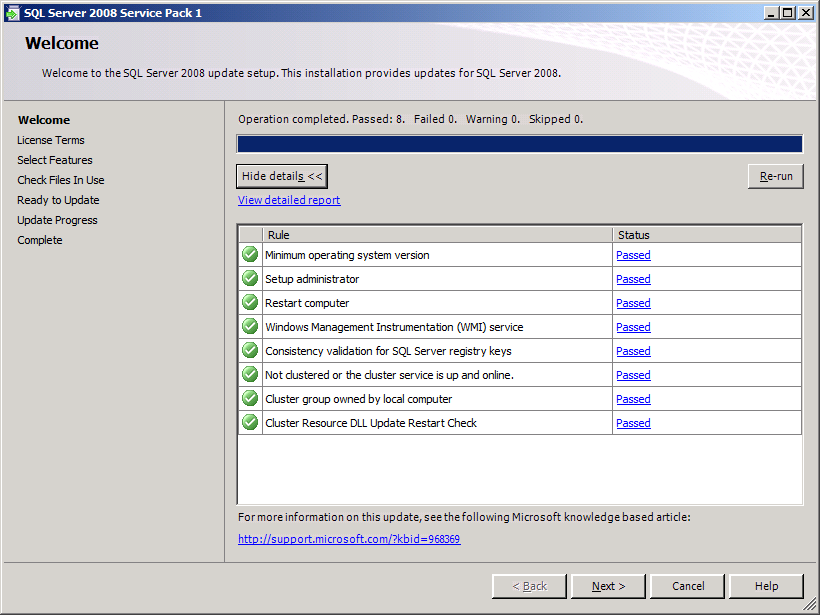 SQL Server 2008 Service Pack 1
Welcome
Welcome to the SQL Server 2008 update setup. This installation provides updates for SQL Server 2008.
Welcome
License Terms
Select Features
Check Files In Use
Ready to Update
Update Progress
Complete
Operation completed. Passed: 8.   Failed 0.   Warning 0.   Skipped 0.
Hide details << Re-run
View detailed report
Rule Status
Minimum operating system version Passed
Setup administrator Passed
Restart computer Passed
Windows Management Instrumentation (WMI) service Passed
Consistency validation for SQL Server registry keys Passed
Not clustered or the cluster service is up and online. Passed
Cluster group owned by local computer Passed
Cluster Resource DLL Update Restart Check Passed
For more information on this update, see the following Microsoft knowledge based article:
http://support.microsoft.com/?kbid=968369
< Back Next > Cancel Help